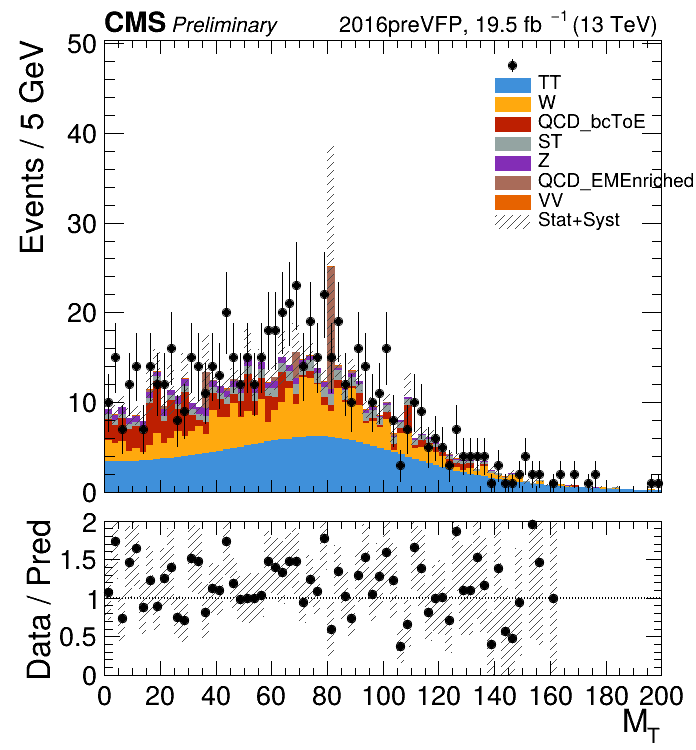 CMS Preliminary 2016preVFP, 19.5 fb ⁻¹ (13 TeV)
Events / 5 GeV
50
40
30
20
10
0
TT
W
QCD_bcToE
ST
Z
QCD_EMEnriched
VV
Stat+Syst
Data / Pred
2
1.5
1
0.5
0
0 20 40 60 80 100 120 140 160 180 200
M_T